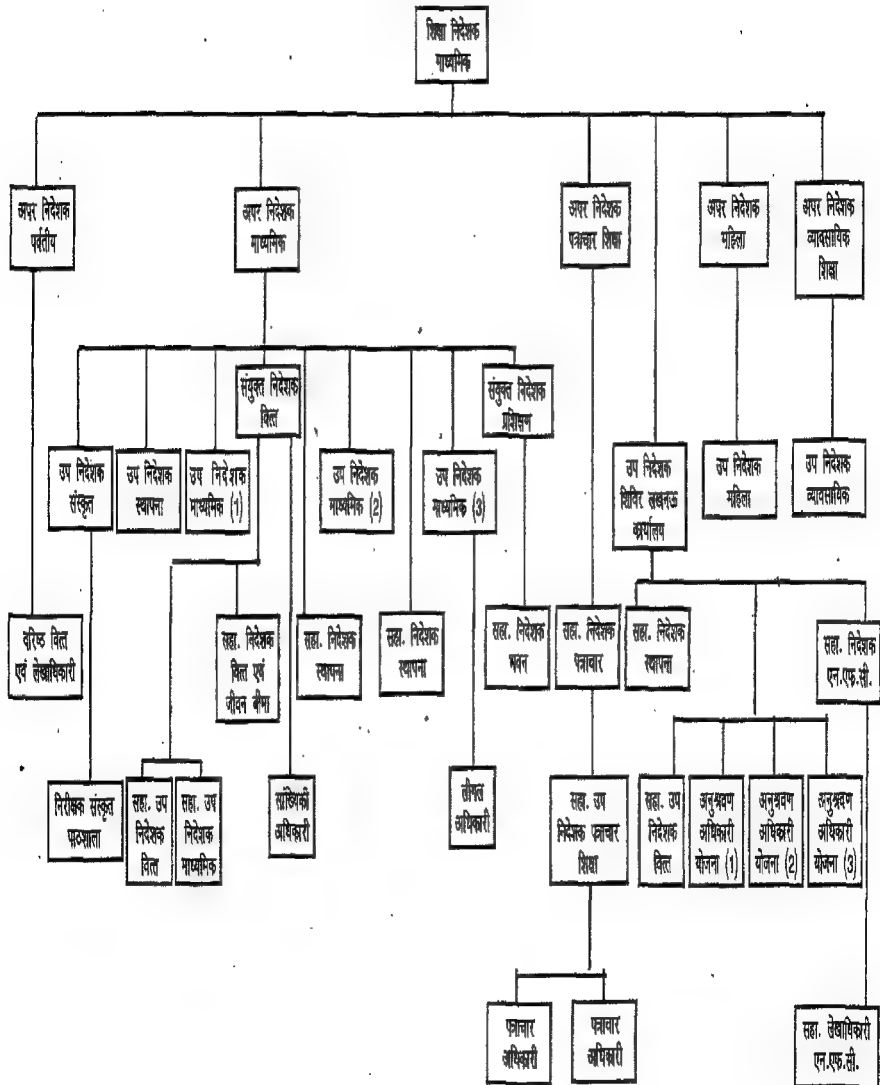 शिक्षा निदेशक
माध्यमिक
अपर निदेशक
पर्वतीय
अपर निदेशक
माध्यमिक
अपर निदेशक
पत्राचार शिक्षा
अपर निदेशक
महिला
अपर निदेशक
व्यावसायिक
शिक्षा
संयुक्त निदेशक
वित्त
संयुक्त निदेशक
प्रशिक्षण
उप निदेशक
संस्कृत
उप निदेशक
स्थापना
उप निदेशक
माध्यमिक (1)
उप निदेशक
माध्यमिक (2)
उप निदेशक
माध्यमिक (3)
उप निदेशक
शिविर लखनऊ
कार्यालय
उप निदेशक
महिला
उप निदेशक
व्यावसायिक
वरिष्ठ वित्त
एवं लेखाधिकारी
सहा. निदेशक
वित्त एवं
जीवन बीमा
सहा. निदेशक
स्थापना
सहा. निदेशक
स्थापना
सहा. निदेशक
भवन
सहा. निदेशक
पत्राचार
सहा. निदेशक
स्थापना
सहा. निदेशक
एन.एफ.सी.
निरीक्षक संस्कृत
पाठशाला
सहा. उप
निदेशक
वित्त
सहा. उप
निदेशक
माध्यमिक
सांख्यिकी
अधिकारी
लीगल
अधिकारी
सहा. उप
निदेशक पत्राचार
शिक्षा
सहा. उप
निदेशक
वित्त
अनुश्रवण
अधिकारी
योजना (1)
अनुश्रवण
अधिकारी
योजना (2)
अनुश्रवण
अधिकारी
योजना (3)
पत्राचार
अधिकारी
पत्राचार
अधिकारी
सहा. लेखाधिकारी
एन.एफ.सी.